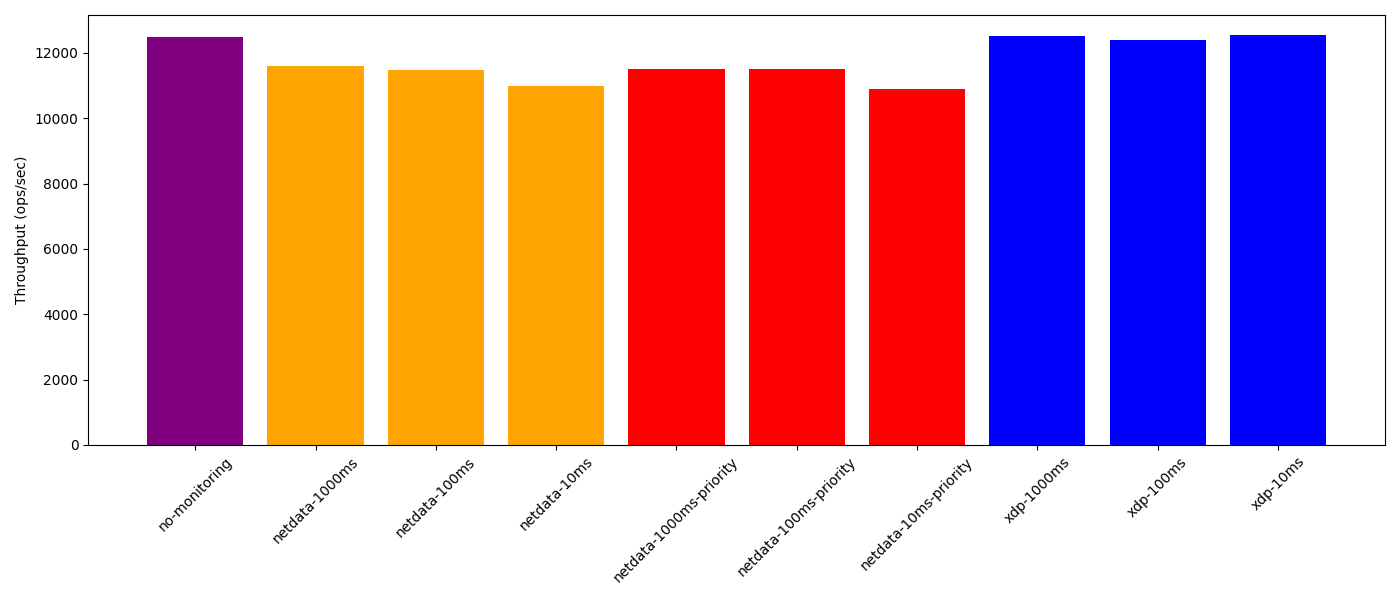 Throughput (ops/sec)
12000
10000
8000
6000
4000
2000
0
no-monitoring
netdata-1000ms
netdata-100ms
netdata-10ms
netdata-1000ms-priority
netdata-100ms-priority
netdata-10ms-priority
xdp-1000ms
xdp-100ms
xdp-10ms